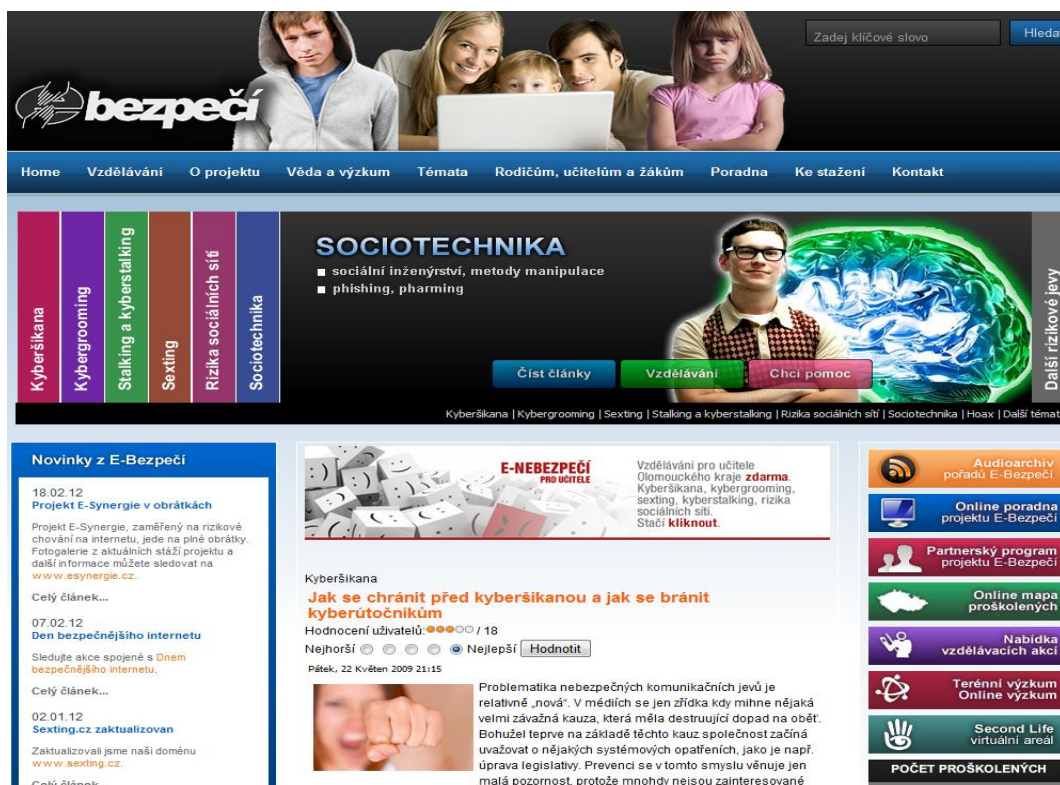 bezpečí
Zadej klíčové slovo
Home Vzdělávání O projektu Věda a výzkum Témata Rodičům, učitelům a žákům Poradna Ke stažení Kontakt
Kyberšikana
Kybergrooming
Stalking a kyberstalking
Sexting
Rizika sociálních sítí
Sociotechnika
SOCIOTECHNIKA
sociální inženýrství, metody manipulace
phishing, pharming
Číst články
Vzdělávání
Chci pomoc
Další rizikové jevy
Kyberšikana | Kybergrooming | Sexting | Stalking a kyberstalking | Rizika sociálních sítí | Sociotechnika | Hoax | Další témat
Novinky z E-Bezpečí
18.02.12
Projekt E-Synergie v obrátkách
Projekt E-Synergie, zaměřený na rizikové
chování na internetu, jede na plné obrátky.
Fotogalerie z aktuálních stáží projektu a
další informace můžete sledovat na
www.esynergie.cz.
Celý článek...
07.02.12
Den bezpečnějšího internetu
Sledujte akce spojené s Dnem
bezpečnějšího internetu.
Celý článek...
02.01.12
Sexting.cz zaktualizovan
Zaktualizovali jsme naši doménu
www.sexting.cz.
Celý článek...
E-NEBEZPEČÍ
PRO UČITELE
Vzdělávání pro učitele
Olomouckého kraje zdarma.
Kyberšikana, kybergrooming,
sexting, kyberstalking, rizika
sociálních sítí.
Stačí kliknout.
Kyberšikana
Jak se chránit před kyberšikanou a jak se bránit
kyberútočníkům
Hodnocení uživatelů: / 18
Nejhorší Nejlepší Hodnotit
Pátek, 22 Květen 2009 21:15
Problematika nebezpečných komunikačních jevů je
relativně „nová“. V médiích se jen zřídka kdy mihne nějaká
velmi závažná kauza, která měla destruující dopad na oběť.
Bohužel teprve na základě těchto kauz společnost začíná
uvažovat o nějakých systémových opatřeních, jako je např.
úprava legislativy. Prevenci se v tomto smyslu věnuje jen
malá pozornost, protože mnohdy nejsou zainteresované
Audioarchiv
pořadů E-Bezpečí
Online poradna
projektu E-Bezpečí
Partnerský program
projektu E-Bezpečí
Online mapa
proškolených
Nabídka
vzdělávacích akcí
Terénní výzkum
Online výzkum
Second Life
virtuální areál
POČET PROŠKOLENÝCH